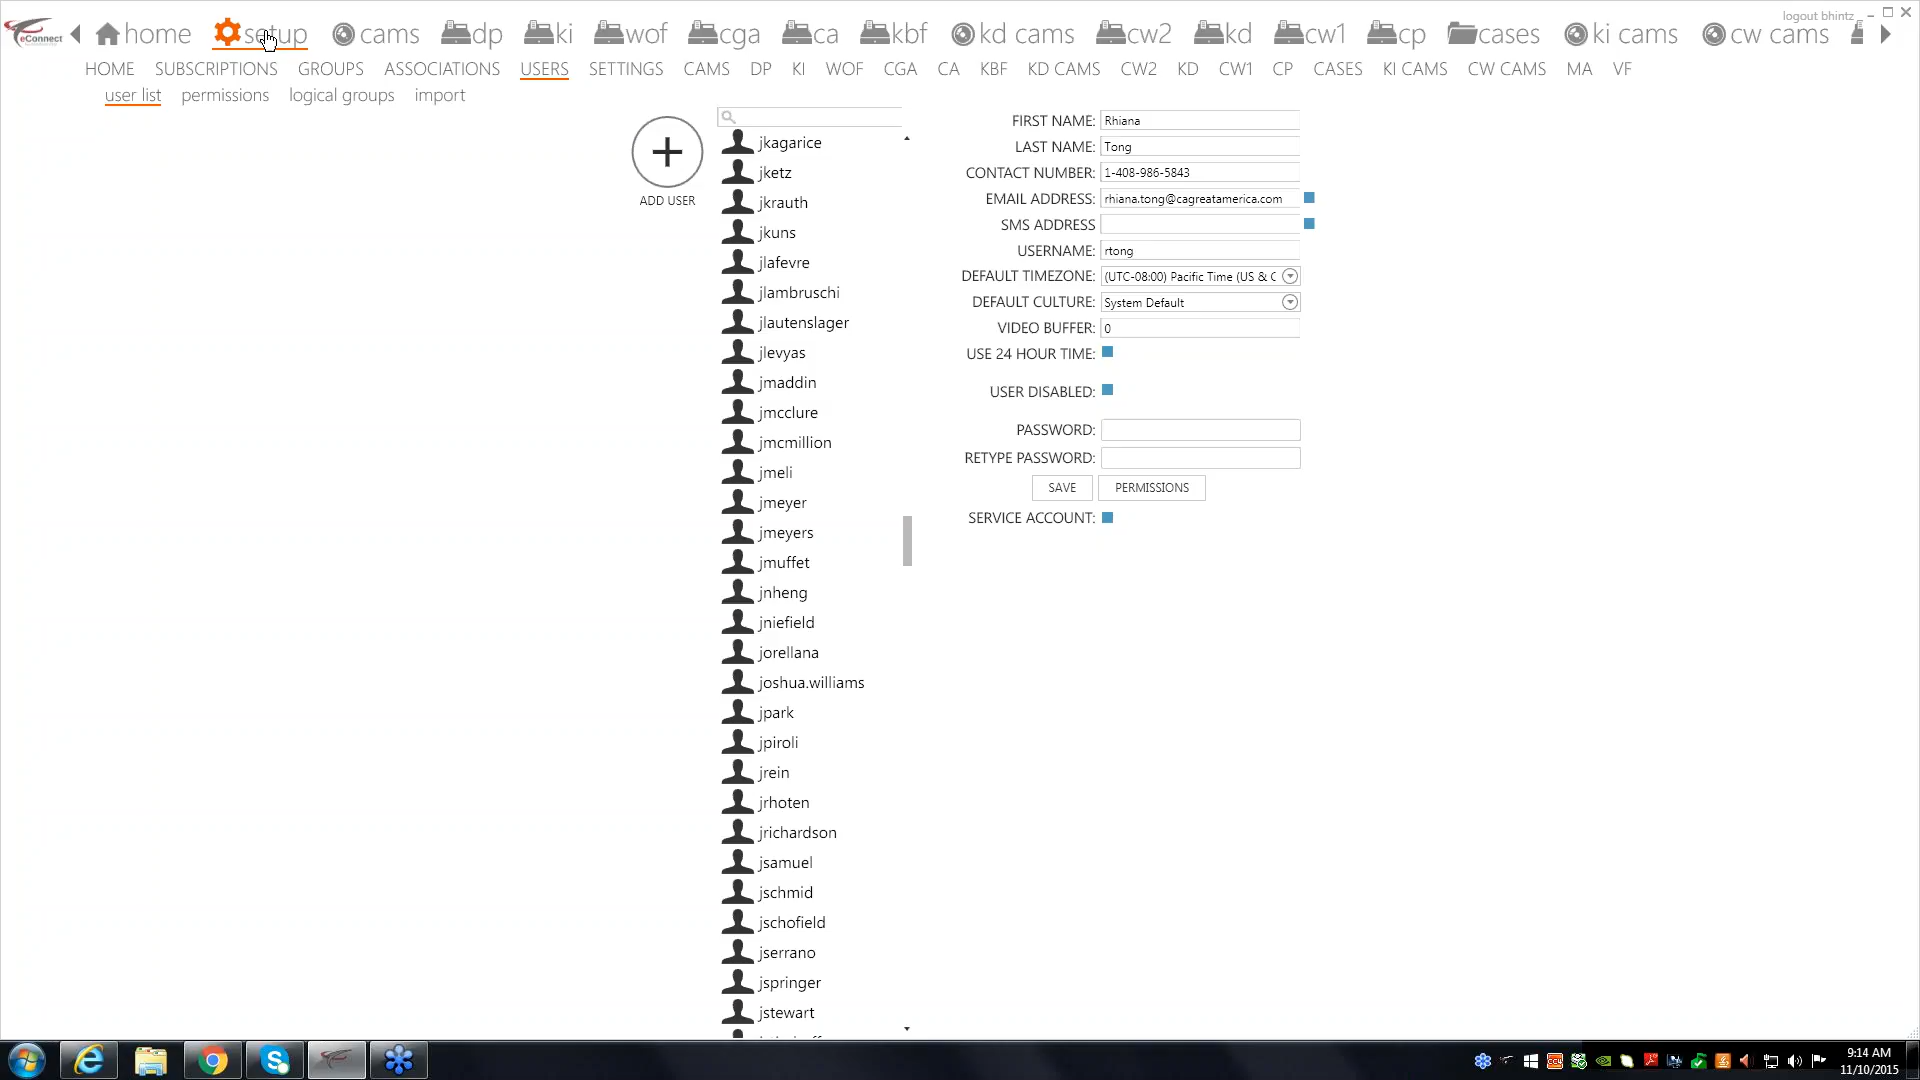 logout bhintz
eConnect home setup cams dp ki wof cga ca kbf kd cams cw2 kd cw1 cp cases ki cams cw cams
HOME SUBSCRIPTIONS GROUPS ASSOCIATIONS USERS SETTINGS CAMS DP KI WOF CGA CA KBF KD CAMS CW2 KD CW1 CP CASES KI CAMS CW CAMS MA VF
user list permissions logical groups import
ADD USER
jkagarice
jketz
jkrauth
jkuns
jlafevre
jlambruschi
jlautenslager
jlevyas
jmaddin
jmcclure
jmcmillion
jmeli
jmeyer
jmeyers
jmuffet
jnheng
jniefield
jorellana
joshua.williams
jpark
jpiroli
jrein
jrhoten
jrichardson
jsamuel
jschmid
jschofield
jserrano
jspringer
jstewart
FIRST NAME: Rhiana
LAST NAME: Tong
CONTACT NUMBER: 1-408-986-5843
EMAIL ADDRESS: rhiana.tong@cagreatamerica.com
SMS ADDRESS
USERNAME: rtong
DEFAULT TIMEZONE: (UTC-08:00) Pacific Time (US & C
DEFAULT CULTURE: System Default
VIDEO BUFFER: 0
USE 24 HOUR TIME:
USER DISABLED:
PASSWORD:
RETYPE PASSWORD:
SAVE PERMISSIONS
SERVICE ACCOUNT:
9:14 AM
11/10/2015